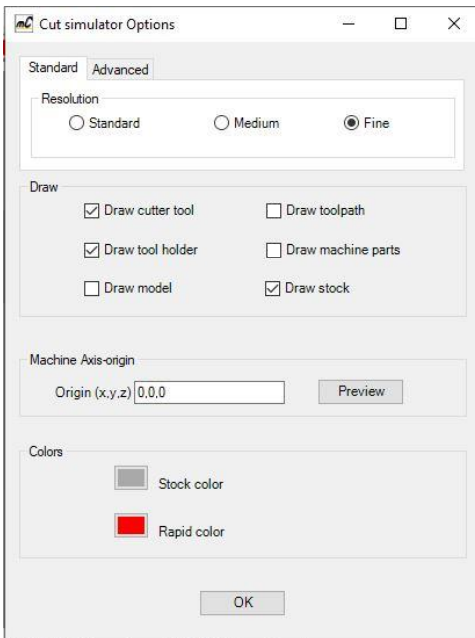 mC Cut simulator Options
Standard Advanced
Resolution
Standard Medium Fine
Draw
Draw cutter tool Draw toolpath
Draw tool holder Draw machine parts
Draw model Draw stock
Machine Axis-origin
Origin (x,y,z) 0,0,0 Preview
Colors
Stock color
Rapid color
OK